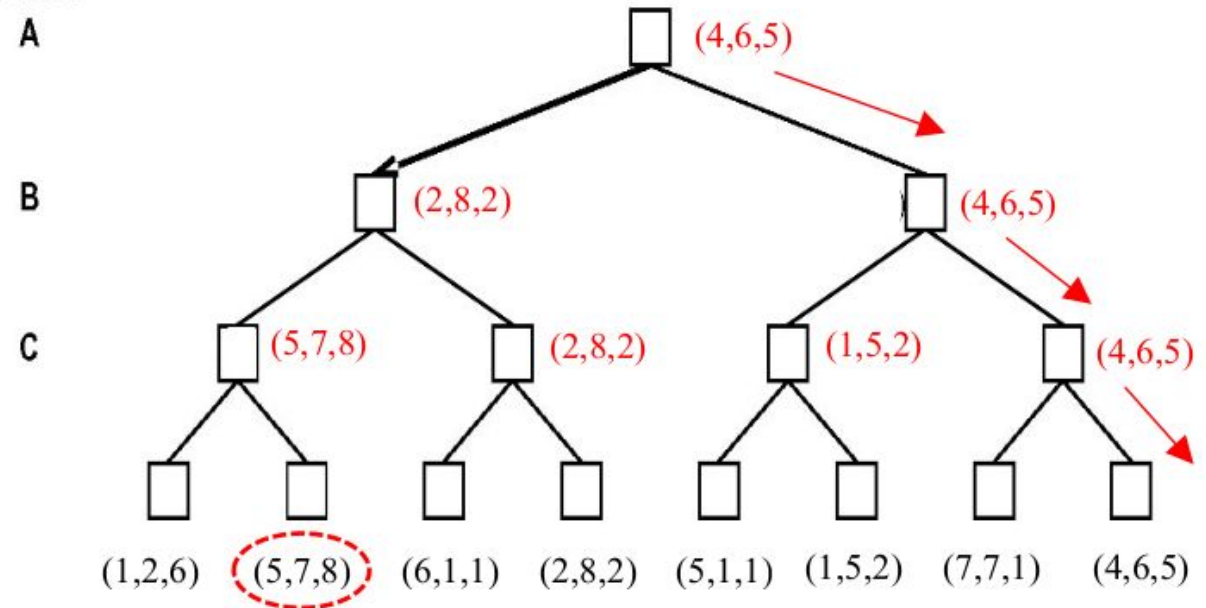 A (4,6,5)
B (2,8,2) (4,6,5)
C (5,7,8) (2,8,2) (1,5,2) (4,6,5)
(1,2,6) (5,7,8) (6,1,1) (2,8,2) (5,1,1) (1,5,2) (7,7,1) (4,6,5)